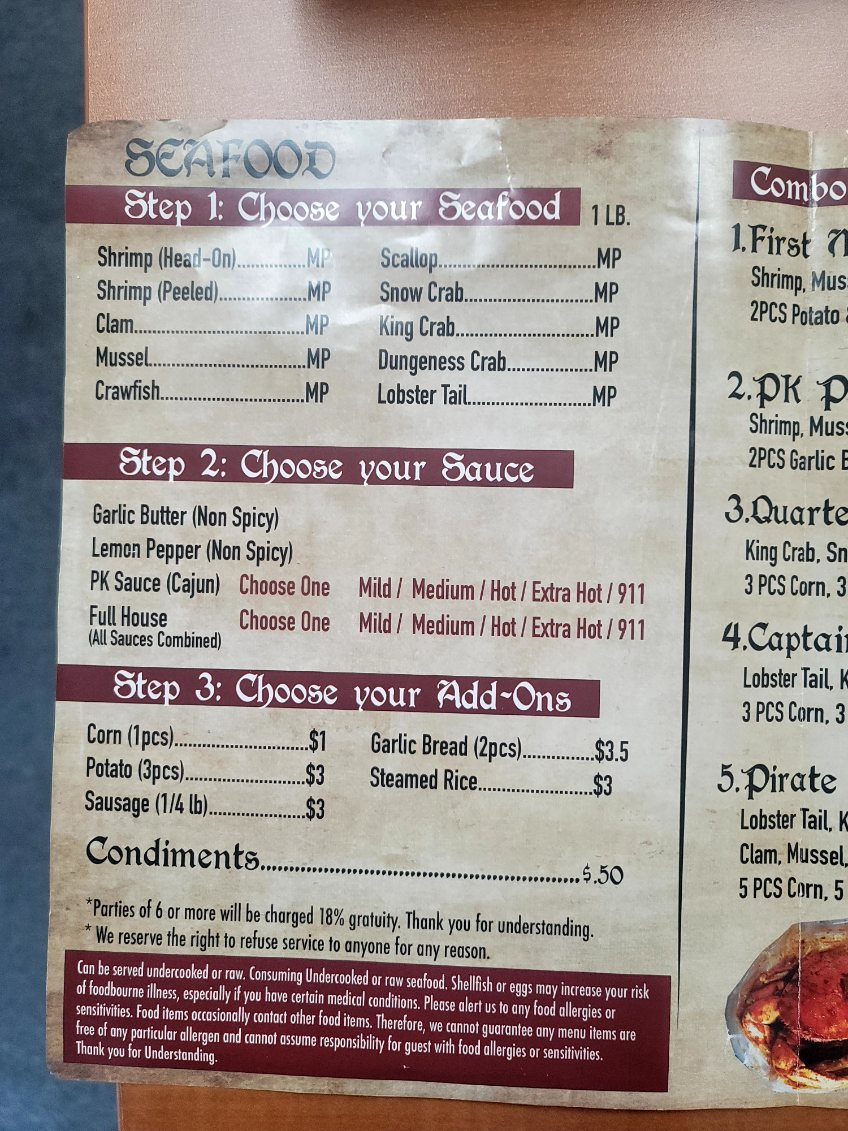 SEAFOOD
Step 1: Choose your Seafood 1 LB.
Shrimp (Head-On)...............MP
Shrimp (Peeled)...................MP
Clam.....................................MP
Mussel..................................MP
Crawfish...............................MP
Scallop..................................MP
Snow Crab...........................MP
King Crab............................MP
Dungeness Crab..................MP
Lobster Tail..........................MP
Step 2: Choose your Sauce
Garlic Butter (Non Spicy)
Lemon Pepper (Non Spicy)
PK Sauce (Cajun) Choose One Mild / Medium / Hot / Extra Hot / 911
Full House Choose One Mild / Medium / Hot / Extra Hot / 911
(All Sauces Combined)
Step 3: Choose your Add-Ons
Corn (1pcs)............................$1
Potato (3pcs).........................$3
Sausage (1/4 lb)....................$3
Garlic Bread (2pcs)...............$3.5
Steamed Rice........................$3
Condiments......................................................$.50
*Parties of 6 or more will be charged 18% gratuity. Thank you for understanding.
* We reserve the right to refuse service to anyone for any reason.
Can be served undercooked or raw. Consuming Undercooked or raw seafood. Shellfish or eggs may increase your risk
of foodbourne illness, especially if you have certain medical conditions. Please alert us to any food allergies or
sensitivities. Food items occasionally contact other food items. Therefore, we cannot guarantee any menu items are
free of any particular allergen and cannot assume responsibility for guest with food allergies or sensitivities.
Thank you for Understanding.
Combo
1.First
Shrimp,
2PCS Potato
2.PK
Shrimp,
2PCS Garlic
3.
King Crab,
3 PCS Corn, 3
4.
Lobster Tail,
3 PCS Corn, 3
5.Pirate
Lobster Tail,
Clam, Mussel,
5 PCS Corn, 5